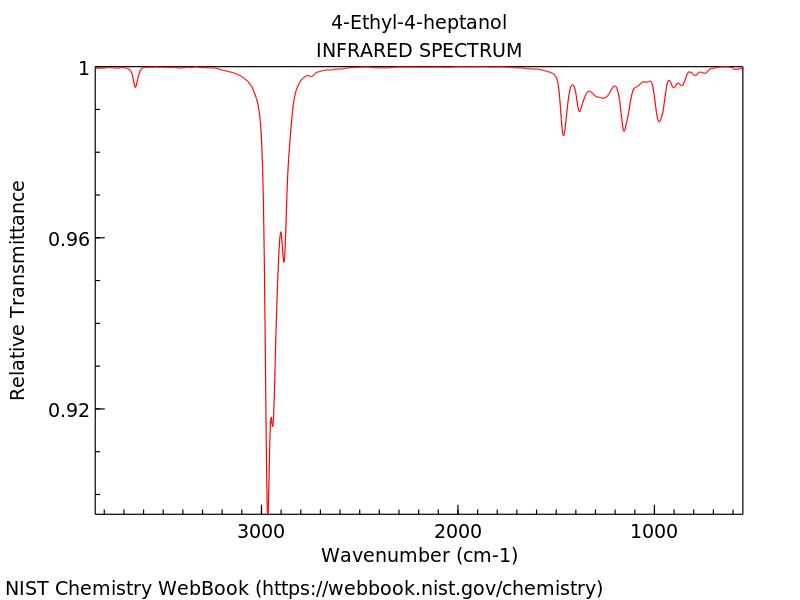 4-Ethyl-4-heptanol
INFRARED SPECTRUM
1
0.96
0.92
Relative Transmittance
3000 2000 1000
Wavenumber (cm-1)
NIST Chemistry WebBook (https://webbook.nist.gov/chemistry)